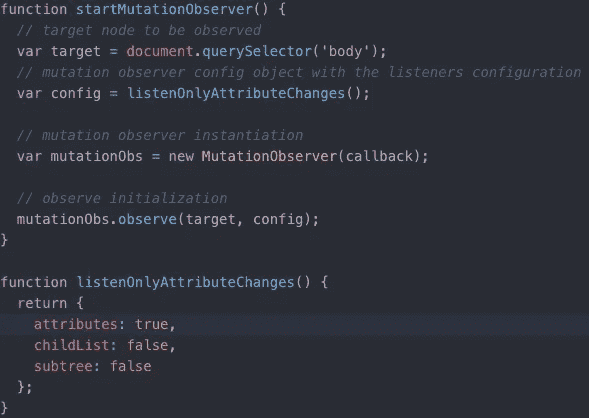 function startMutationObserver() {
  // target node to be observed
  var target = document.querySelector('body');
  // mutation observer config object with the listeners configuration
  var config = listenOnlyAttributeChanges();

  // mutation observer instantiation
  var mutationObs = new MutationObserver(callback);

  // observe initialization
  mutationObs.observe(target, config);
}

function listenOnlyAttributeChanges() {
  return {
    attributes: true,
    childList: false,
    subtree: false
  };
}